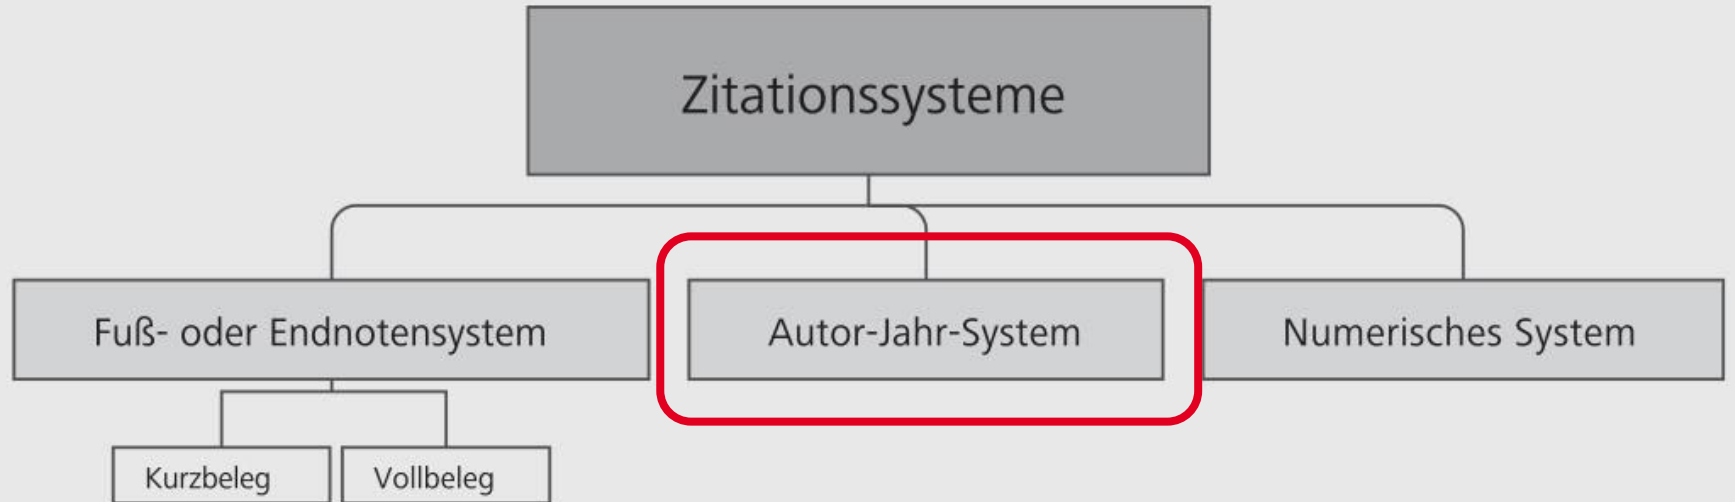 Zitationssysteme
Fuß- oder Endnotensystem
Autor-Jahr-System
Numerisches System
Kurzbeleg
Vollbeleg